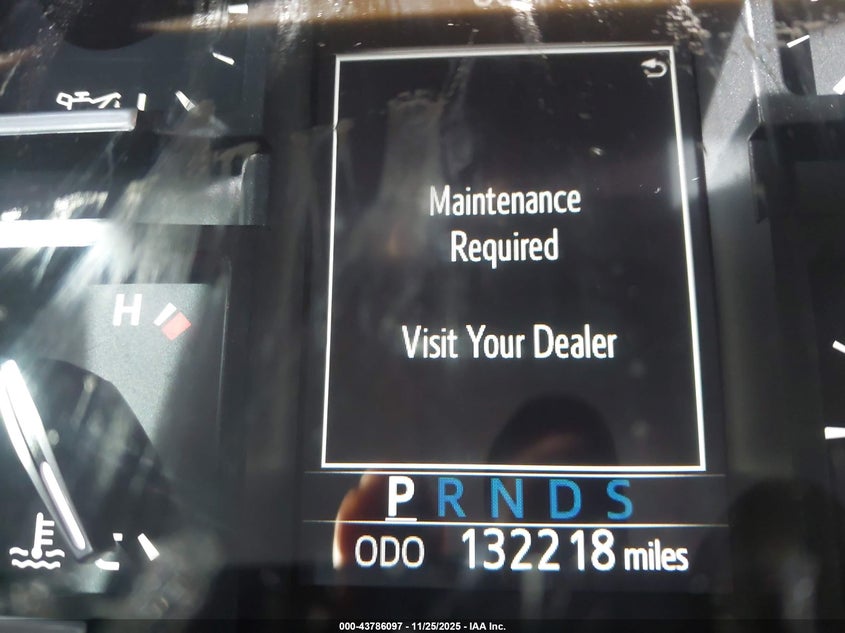 Maintenance
Required
Visit Your Dealer
H
P R N D S
ODO 132218 miles
C
000-43786097 - 11/25/2025 - IAA Inc.